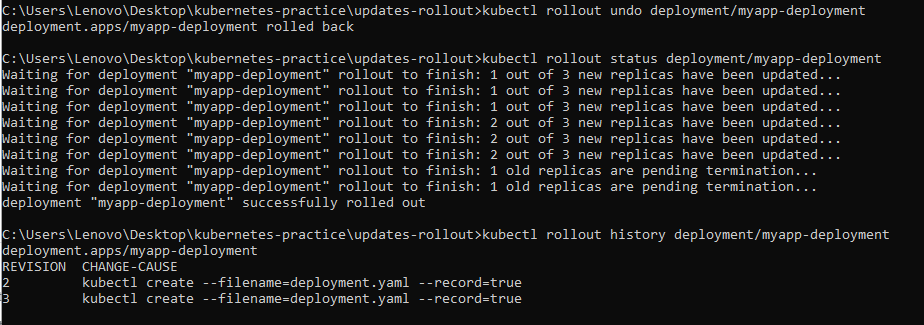 C:\Users\Lenovo\Desktop\kubernetes-practice\updates-rollout>kubectl rollout undo deployment/myapp-deployment
deployment.apps/myapp-deployment rolled back
C:\Users\Lenovo\Desktop\kubernetes-practice\updates-rollout>kubectl rollout status deployment/myapp-deployment
Waiting for deployment "myapp-deployment" rollout to finish: 1 out of 3 new replicas have been updated...
Waiting for deployment "myapp-deployment" rollout to finish: 1 out of 3 new replicas have been updated...
Waiting for deployment "myapp-deployment" rollout to finish: 1 out of 3 new replicas have been updated...
Waiting for deployment "myapp-deployment" rollout to finish: 2 out of 3 new replicas have been updated...
Waiting for deployment "myapp-deployment" rollout to finish: 2 out of 3 new replicas have been updated...
Waiting for deployment "myapp-deployment" rollout to finish: 2 out of 3 new replicas have been updated...
Waiting for deployment "myapp-deployment" rollout to finish: 1 old replicas are pending termination...
Waiting for deployment "myapp-deployment" rollout to finish: 1 old replicas are pending termination...
deployment "myapp-deployment" successfully rolled out
C:\Users\Lenovo\Desktop\kubernetes-practice\updates-rollout>kubectl rollout history deployment/myapp-deployment
deployment.apps/myapp-deployment
REVISION  CHANGE-CAUSE
2         kubectl create --filename=deployment.yaml --record=true
3         kubectl create --filename=deployment.yaml --record=true